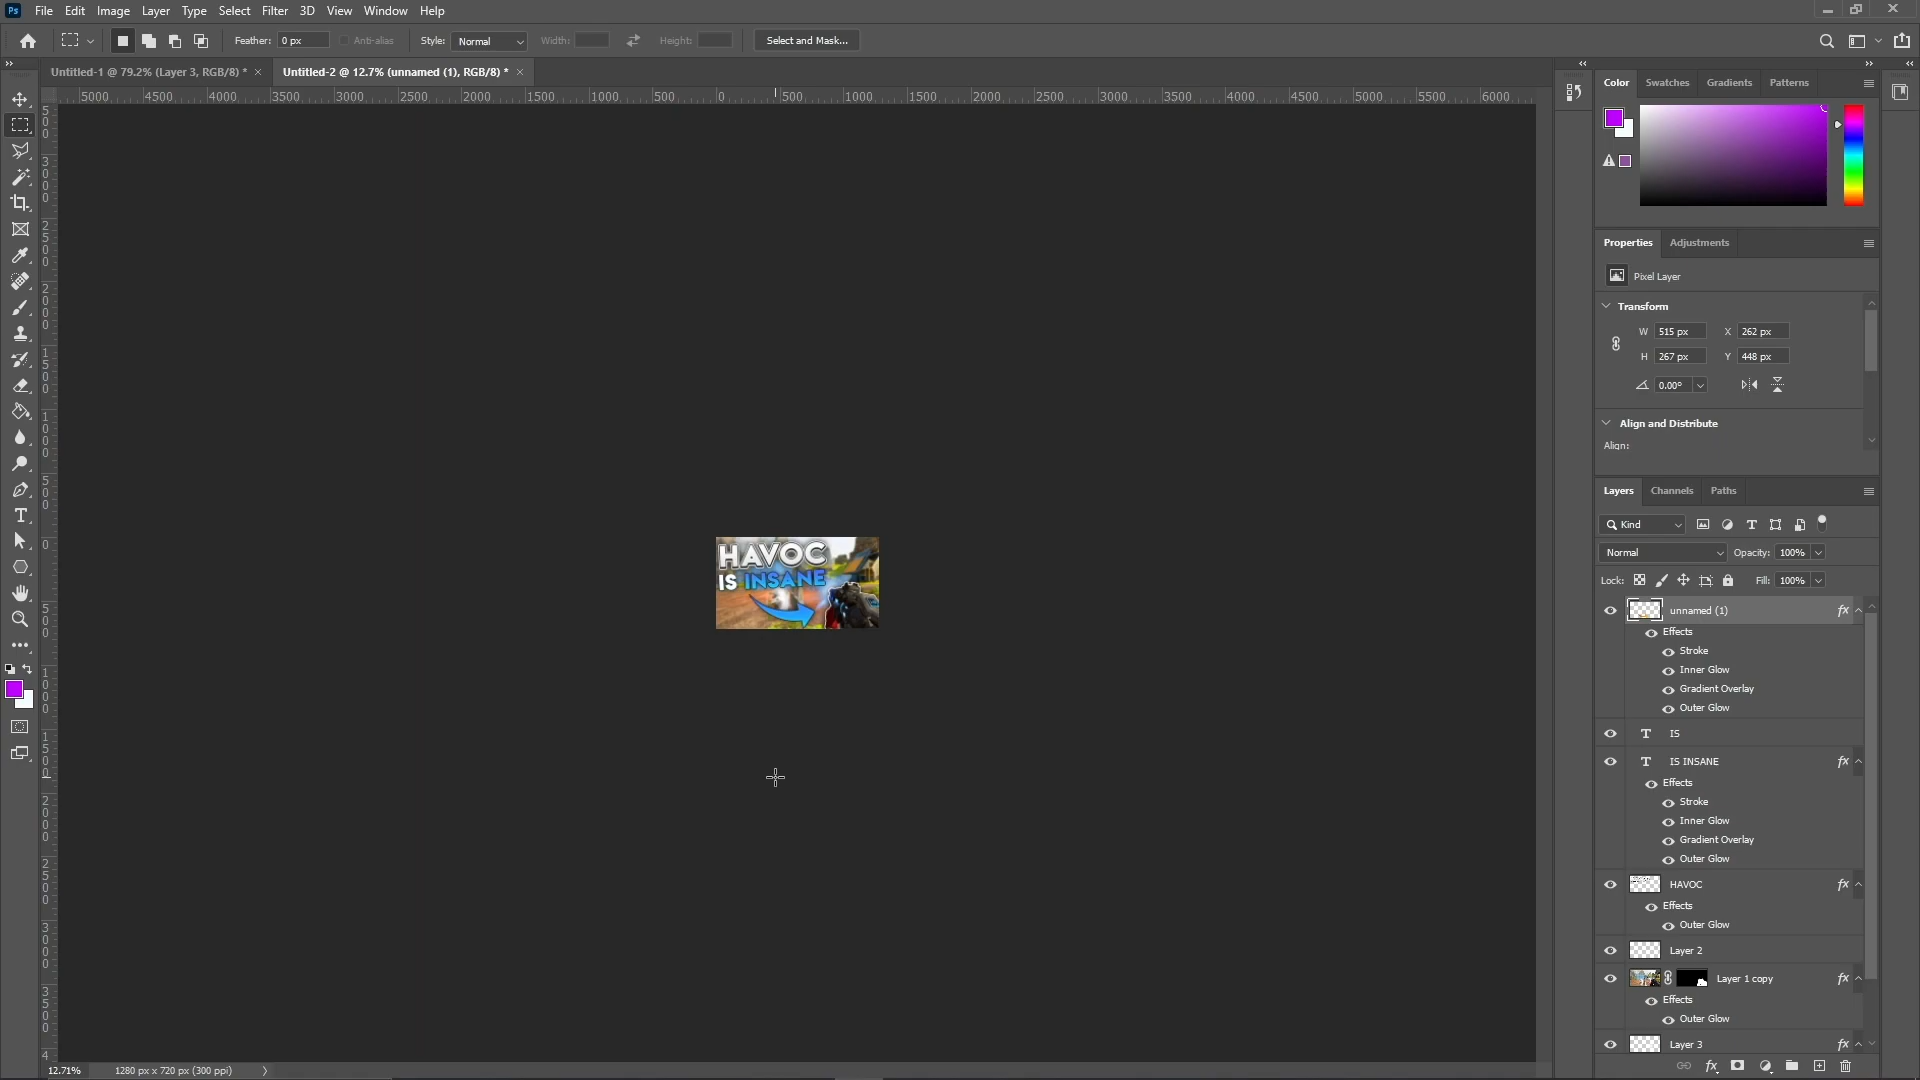 Ps File Edit Image Layer Type Select Filter 3D View Window Help
Feather: 0 px Anti-alias Style: Normal Width: Height: Select and Mask...
Untitled-1 @ 79.2% (Layer 3, RGB/8) * × Untitled-2 @ 12.7% (unnamed (1), RGB/8) * ×
5000 4500 4000 3500 3000 2500 2000 1500 1000 500 0 500 1000 1500 2000 2500 3000 3500 4000 4500 5000 5500 6000
Color Swatches Gradients Patterns
Properties Adjustments
Pixel Layer
Transform
W 515 px X 262 px
H 267 px Y 448 px
0.00°
Align and Distribute
Align:
Layers Channels Paths
Kind
Normal Opacity: 100%
Lock: Fill: 100%
unnamed (1) fx
Effects
Stroke
Inner Glow
Gradient Overlay
Outer Glow
T IS
T IS INSANE fx
Effects
Stroke
Inner Glow
Gradient Overlay
Outer Glow
HAVOC fx
Effects
Outer Glow
Layer 2
Layer 1 copy fx
Effects
Outer Glow
Layer 3 fx
HAVOC
IS INSANE
12.71% 1280 px x 720 px (300 ppi)